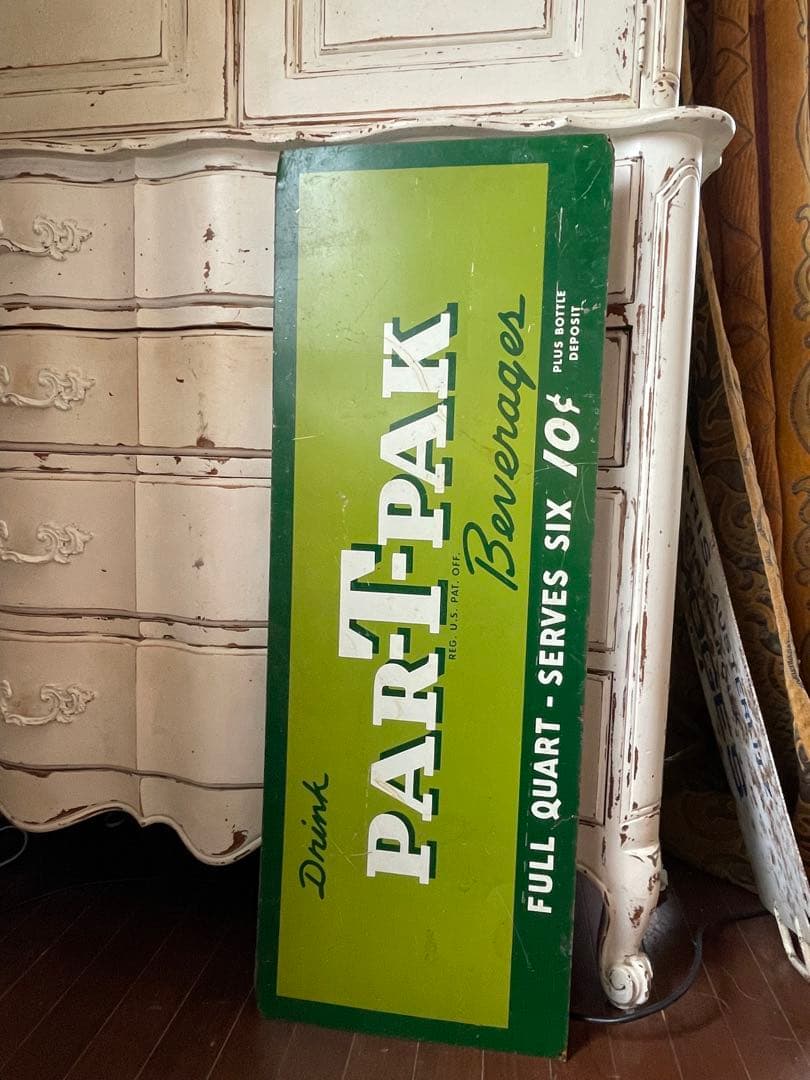 Drink
PAR-T-PAK
REG. U.S. PAT. OFF.
Beverages
FULL QUART - SERVES SIX 10¢ PLUS BOTTLE
DEPOSIT